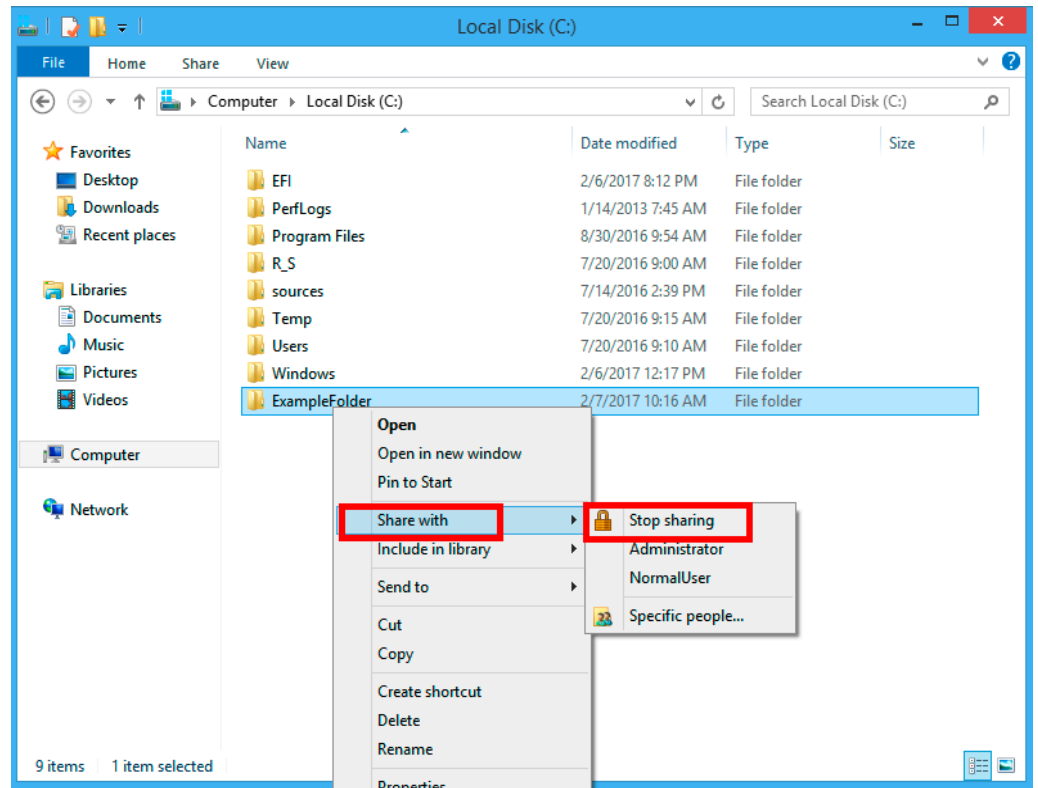 Local Disk (C:)
File Home Share View
Computer Local Disk (C:) Search Local Disk (C:)
Name Date modified Type Size
Favorites
Desktop
Downloads
Recent places
Libraries
Documents
Music
Pictures
Videos
Computer
Network
EFI 2/6/2017 8:12 PM File folder
PerfLogs 1/14/2013 7:45 AM File folder
Program Files 8/30/2016 9:54 AM File folder
R_S 7/20/2016 9:00 AM File folder
sources 7/14/2016 2:39 PM File folder
Temp 7/20/2016 9:15 AM File folder
Users 7/20/2016 9:10 AM File folder
Windows 2/6/2017 12:17 PM File folder
ExampleFolder 2/7/2017 10:16 AM File folder
Open
Open in new window
Pin to Start
Share with
Include in library
Send to
Cut
Copy
Create shortcut
Delete
Rename
Properties
Stop sharing
Administrator
NormalUser
Specific people...
9 items 1 item selected